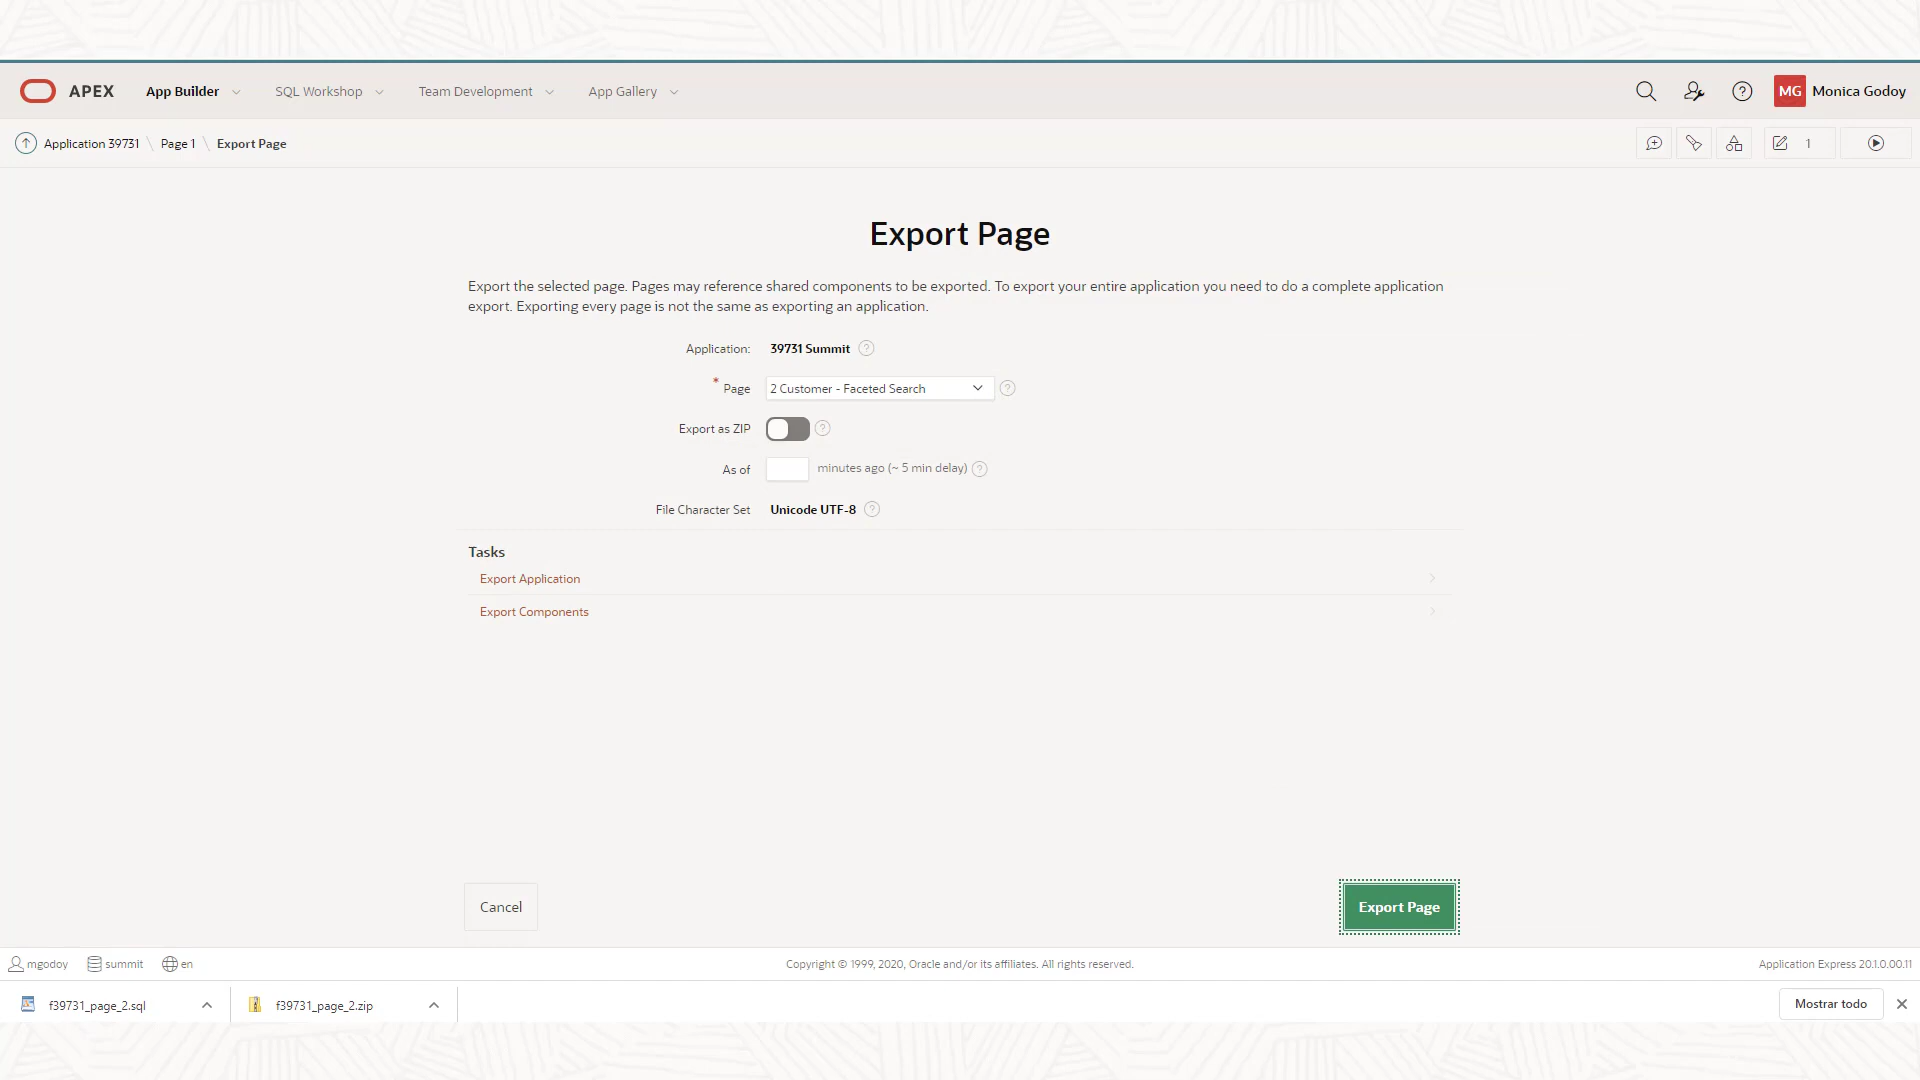 APEX App Builder SQL Workshop Team Development App Gallery MG Monica Godoy
Application 39731 \ Page 1 \ Export Page 1
Export Page
Export the selected page. Pages may reference shared components to be exported. To export your entire application you need to do a complete application
export. Exporting every page is not the same as exporting an application.
Application: 39731 Summit
* Page 2 Customer - Faceted Search
Export as ZIP
As of minutes ago (~ 5 min delay)
File Character Set Unicode UTF-8
Tasks
Export Application
Export Components
Cancel Export Page
mgodoy summit en Copyright © 1999, 2020, Oracle and/or its affiliates. All rights reserved. Application Express 20.1.0.00.11
f39731_page_2.sql f39731_page_2.zip Mostrar todo